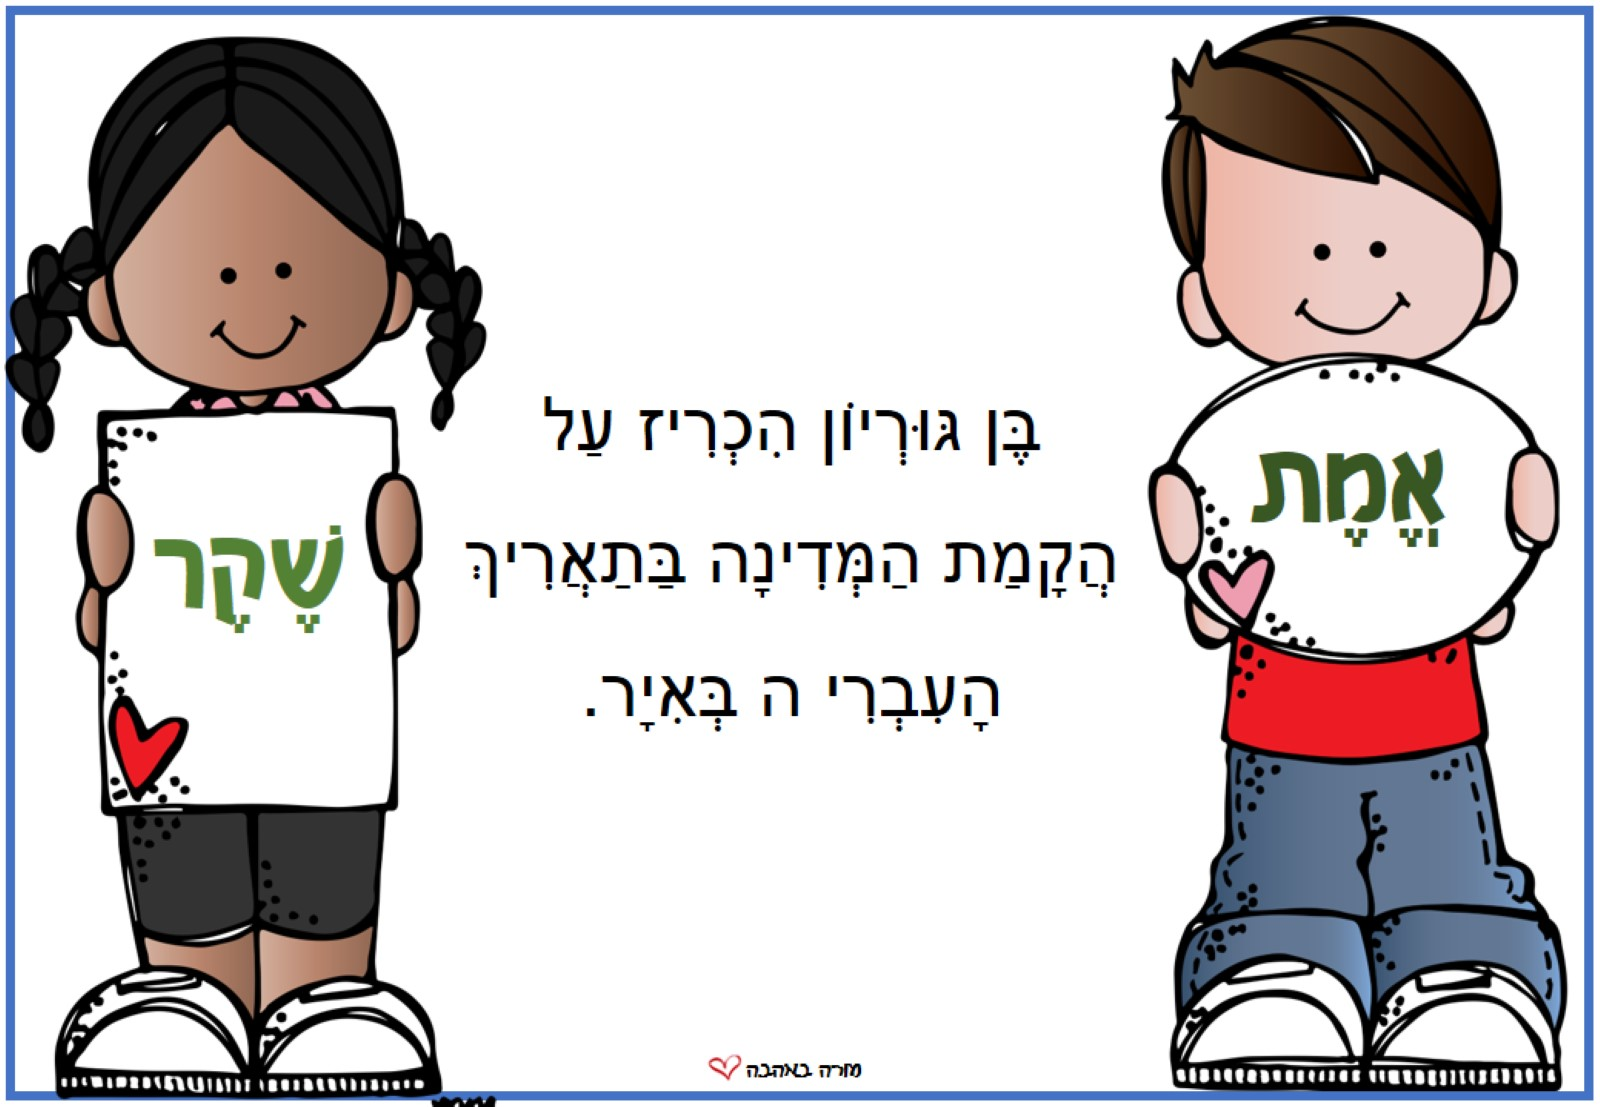 אֱמֶת
בֶּן גּוּרְיוֹן הִכְרִיז עַל
הֲקָמַת הַמְּדִינָה בַּתַאֲרִיךְ
הָעִבְרִי ה בְּאִיָר.
שֶׁקֶר
מורה באהבה